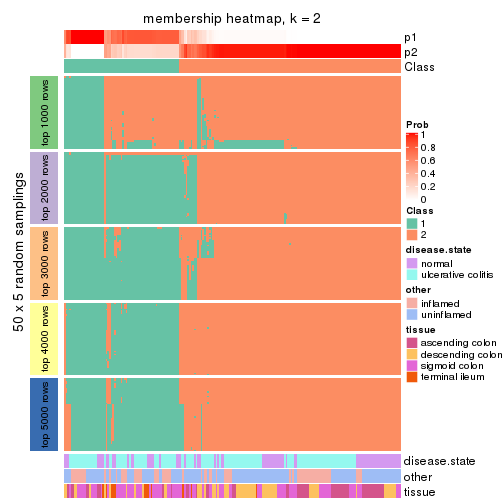 membership heatmap, k = 2
p1
p2
Class
50 x 5 random samplings
top 1000 rows
top 2000 rows
top 3000 rows
top 4000 rows
top 5000 rows
disease.state
other
tissue
Prob
1
0.8
0.6
0.4
0.2
0
Class
1
2
disease.state
normal
ulcerative colitis
other
inflamed
uninflamed
tissue
ascending colon
descending colon
sigmoid colon
terminal ileum